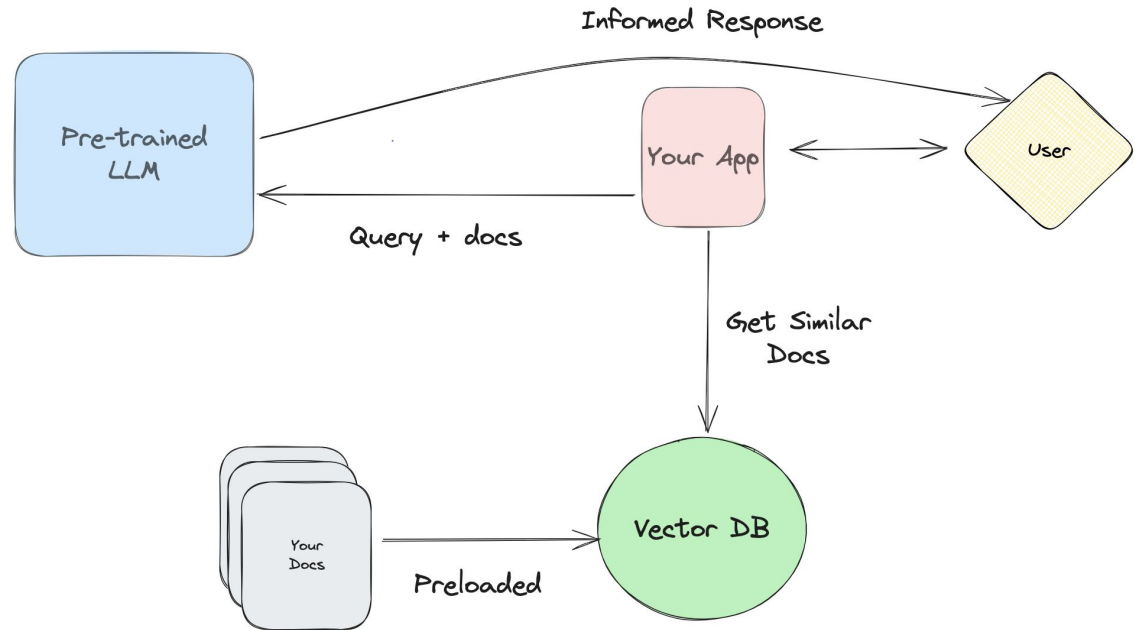 Informed Response
Pre-trained
LLM
Your App
User
Query + docs
Get Similar
Docs
Your
Docs
Preloaded
Vector DB